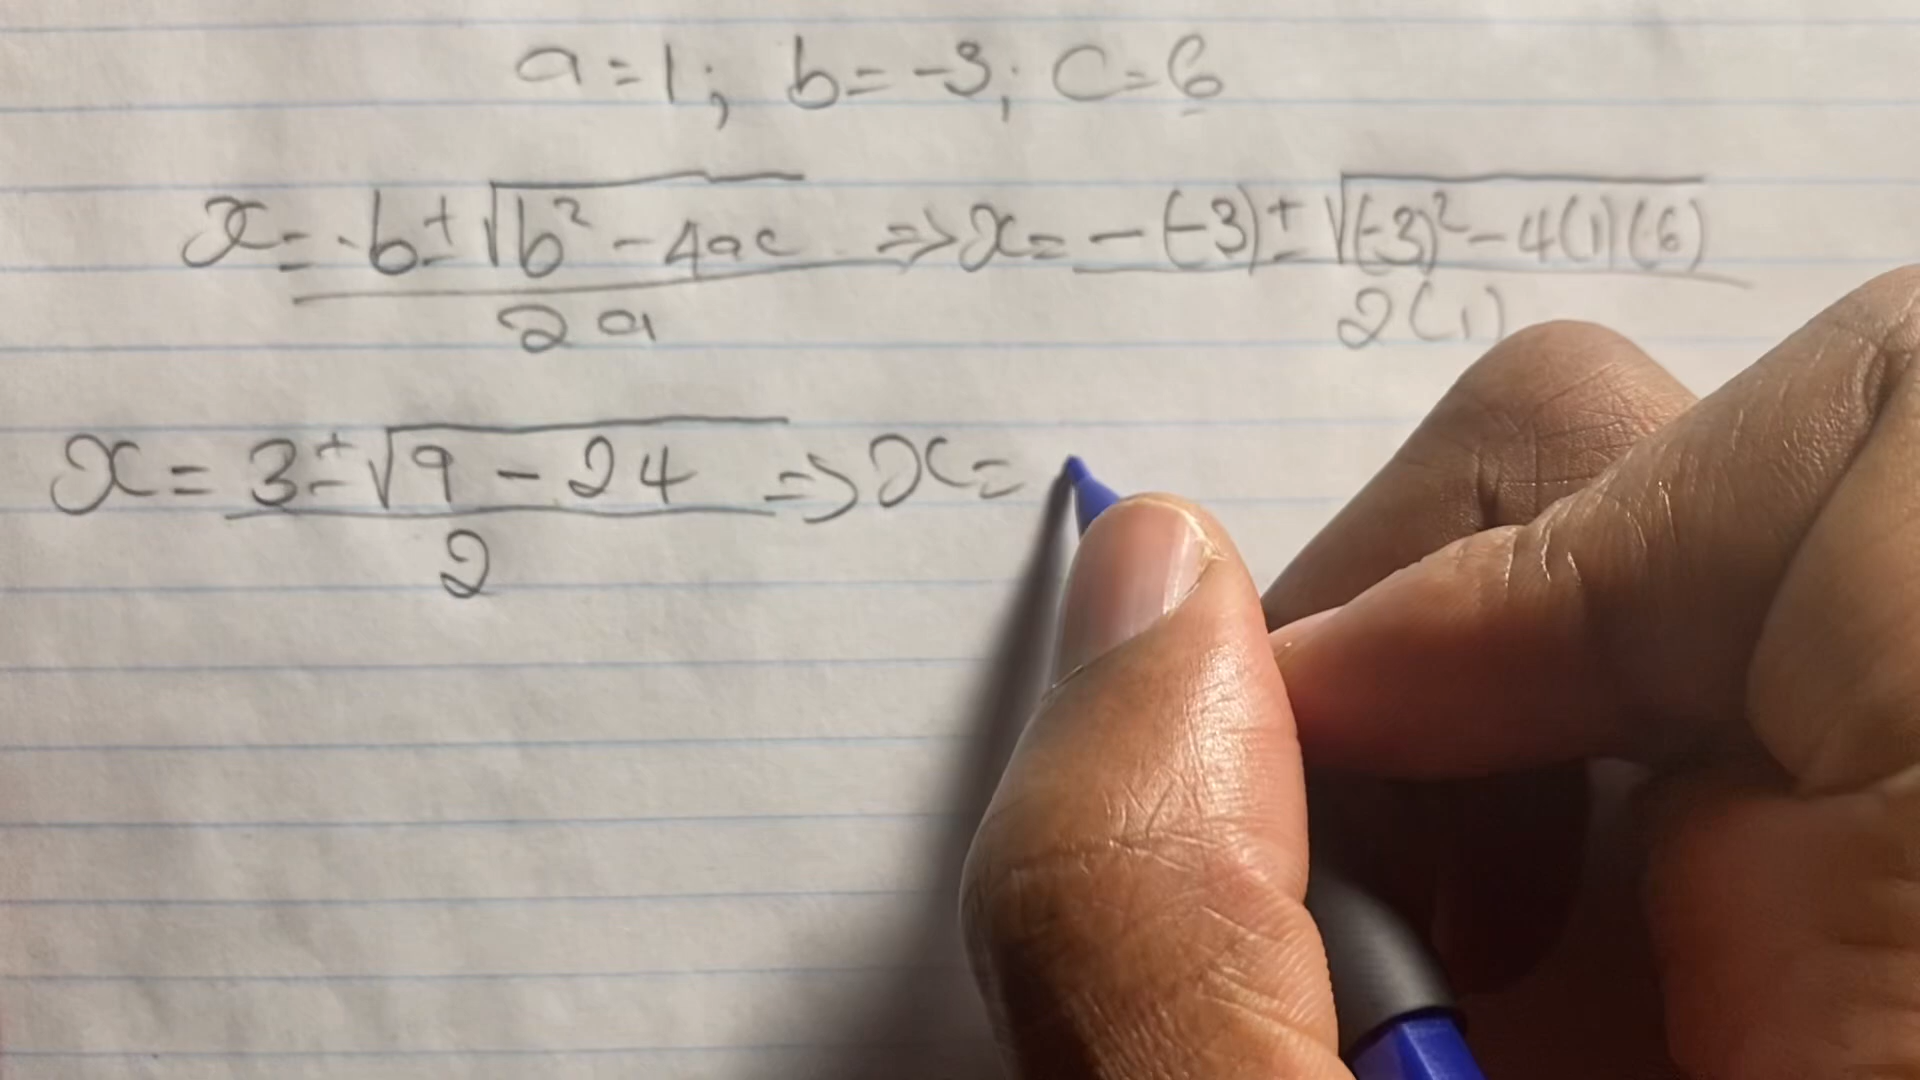 a=1; b=-3; c=6
x = -b±√b²-4ac / 2a ⇒ x = -(-3)±√(-3)²-4(1)(6) / 2(1)
x = 3±√9-24 / 2 ⇒ x=